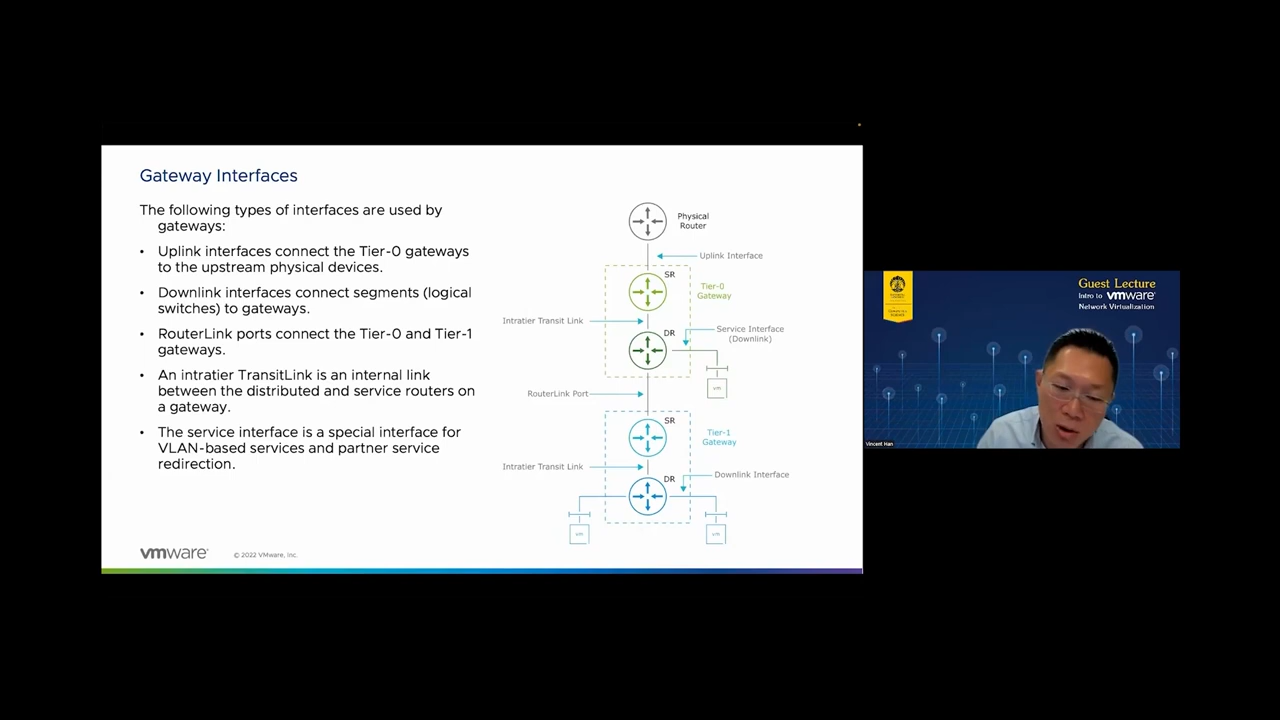 Gateway Interfaces
The following types of interfaces are used by
gateways:
• Uplink interfaces connect the Tier-0 gateways
to the upstream physical devices.
• Downlink interfaces connect segments (logical
switches) to gateways.
• RouterLink ports connect the Tier-0 and Tier-1
gateways.
• An intratier TransitLink is an internal link
between the distributed and service routers on
a gateway.
• The service interface is a special interface for
VLAN-based services and partner service
redirection.
Physical
Router
Uplink Interface
SR
Tier-0
Gateway
Intratier Transit Link
DR
Service Interface
(Downlink)
vm
RouterLink Port
SR
Tier-1
Gateway
Intratier Transit Link
DR
Downlink Interface
vm
vm
vmware®
© 2022 VMware, Inc.
Guest Lecture
Intro to vmware®
Network Virtualization
Vincent Han